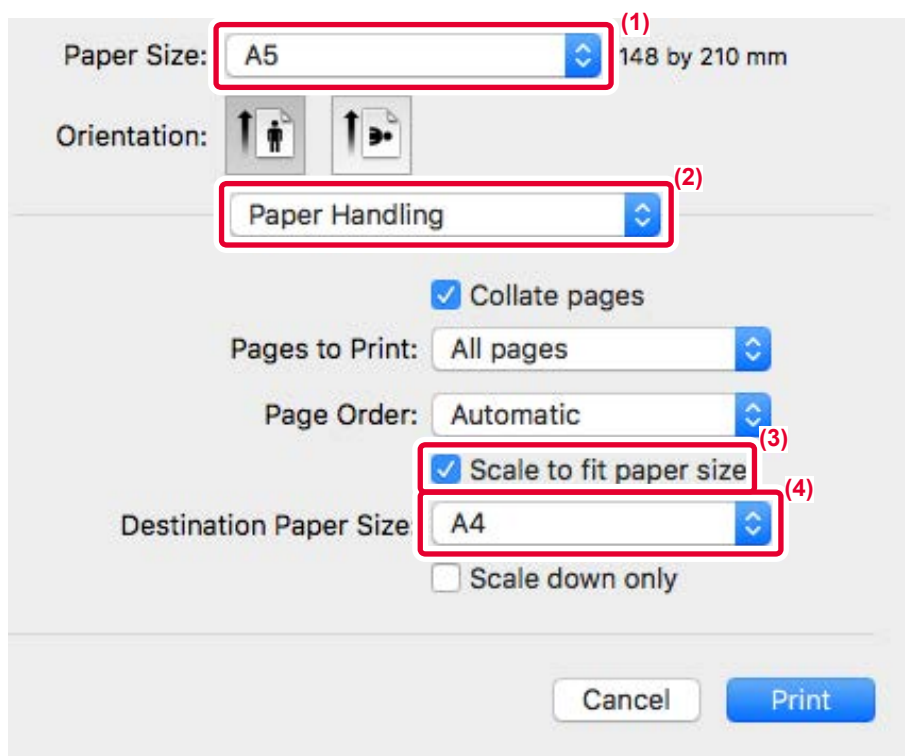 (1)
Paper Size: A5 148 by 210 mm
Orientation:
(2)
Paper Handling
Collate pages
Pages to Print: All pages
Page Order: Automatic
(3)
Scale to fit paper size
(4)
Destination Paper Size: A4
Scale down only
Cancel Print